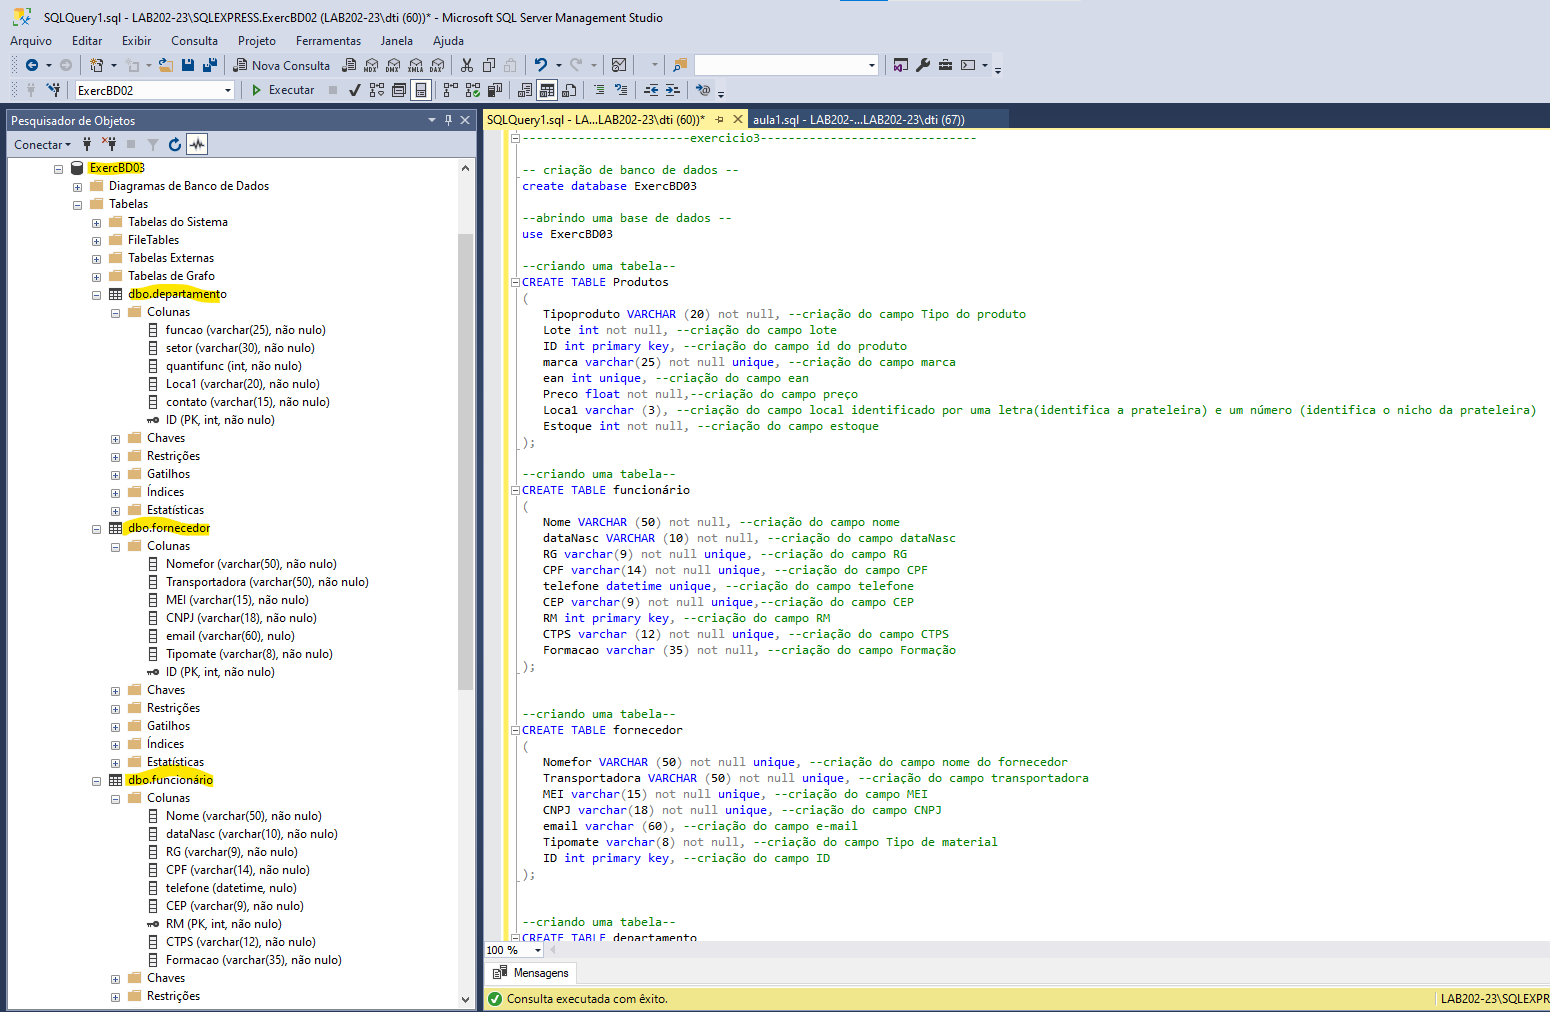 SQLQuery1.sql - LAB202-23\SQLEXPRESS.ExercBD02 (LAB202-23\dti (60))* - Microsoft SQL Server Management Studio
Arquivo Editar Exibir Consulta Projeto Ferramentas Janela Ajuda
Nova Consulta
MDX DMX XMLA DAX
ExercBD02
Executar
Pesquisador de Objetos
Conectar
ExercBD03
Diagramas de Banco de Dados
Tabelas
Tabelas do Sistema
FileTables
Tabelas Externas
Tabelas de Grafo
dbo.departamento
Colunas
funcao (varchar(25), não nulo)
setor (varchar(30), não nulo)
quantifunc (int, não nulo)
Loca1 (varchar(20), não nulo)
contato (varchar(15), não nulo)
ID (PK, int, não nulo)
Chaves
Restrições
Gatilhos
Índices
Estatísticas
dbo.fornecedor
Colunas
Nomefor (varchar(50), não nulo)
Transportadora (varchar(50), não nulo)
MEI (varchar(15), não nulo)
CNPJ (varchar(18), não nulo)
email (varchar(60), nulo)
Tipomate (varchar(8), não nulo)
ID (PK, int, não nulo)
Chaves
Restrições
Gatilhos
Índices
Estatísticas
dbo.funcionário
Colunas
Nome (varchar(50), não nulo)
dataNasc (varchar(10), não nulo)
RG (varchar(9), não nulo)
CPF (varchar(14), não nulo)
telefone (datetime, nulo)
CEP (varchar(9), não nulo)
RM (PK, int, não nulo)
CTPS (varchar(12), não nulo)
Formacao (varchar(35), não nulo)
Chaves
Restrições
SQLQuery1.sql - LA...LAB202-23\dti (60))* aula1.sql - LAB202-...LAB202-23\dti (67))
------------------------exercicio3-------------------------------
-- criação de banco de dados --
create database ExercBD03
--abrindo uma base de dados --
use ExercBD03
--criando uma tabela--
CREATE TABLE Produtos
(
Tipoproduto VARCHAR (20) not null, --criação do campo Tipo do produto
Lote int not null, --criação do campo lote
ID int primary key, --criação do campo id do produto
marca varchar(25) not null unique, --criação do campo marca
ean int unique, --criação do campo ean
Preco float not null,--criação do campo preço
Loca1 varchar (3), --criação do campo local identificado por uma letra(identifica a prateleira) e um número (identifica o nicho da prateleira)
Estoque int not null, --criação do campo estoque
);
--criando uma tabela--
CREATE TABLE funcionário
(
Nome VARCHAR (50) not null, --criação do campo nome
dataNasc VARCHAR (10) not null, --criação do campo dataNasc
RG varchar(9) not null unique, --criação do campo RG
CPF varchar(14) not null unique, --criação do campo CPF
telefone datetime unique, --criação do campo telefone
CEP varchar(9) not null unique,--criação do campo CEP
RM int primary key, --criação do campo RM
CTPS varchar (12) not null unique, --criação do campo CTPS
Formacao varchar (35) not null, --criação do campo Formação
);
--criando uma tabela--
CREATE TABLE fornecedor
(
Nomefor VARCHAR (50) not null unique, --criação do campo nome do fornecedor
Transportadora VARCHAR (50) not null unique, --criação do campo transportadora
MEI varchar(15) not null unique, --criação do campo MEI
CNPJ varchar(18) not null unique, --criação do campo CNPJ
email varchar (60), --criação do campo e-mail
Tipomate varchar(8) not null, --criação do campo Tipo de material
ID int primary key, --criação do campo ID
);
--criando uma tabela--
CREATE TABLE departamento
100 %
Mensagens
Consulta executada com êxito.
LAB202-23\SQLEXPR